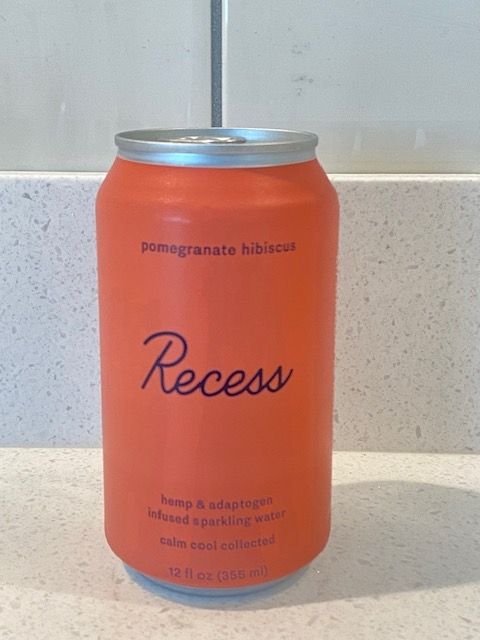 pomegranate hibiscus
Recess
hemp & adaptogen
infused sparkling water
calm cool collected
12 fl oz (355 ml)